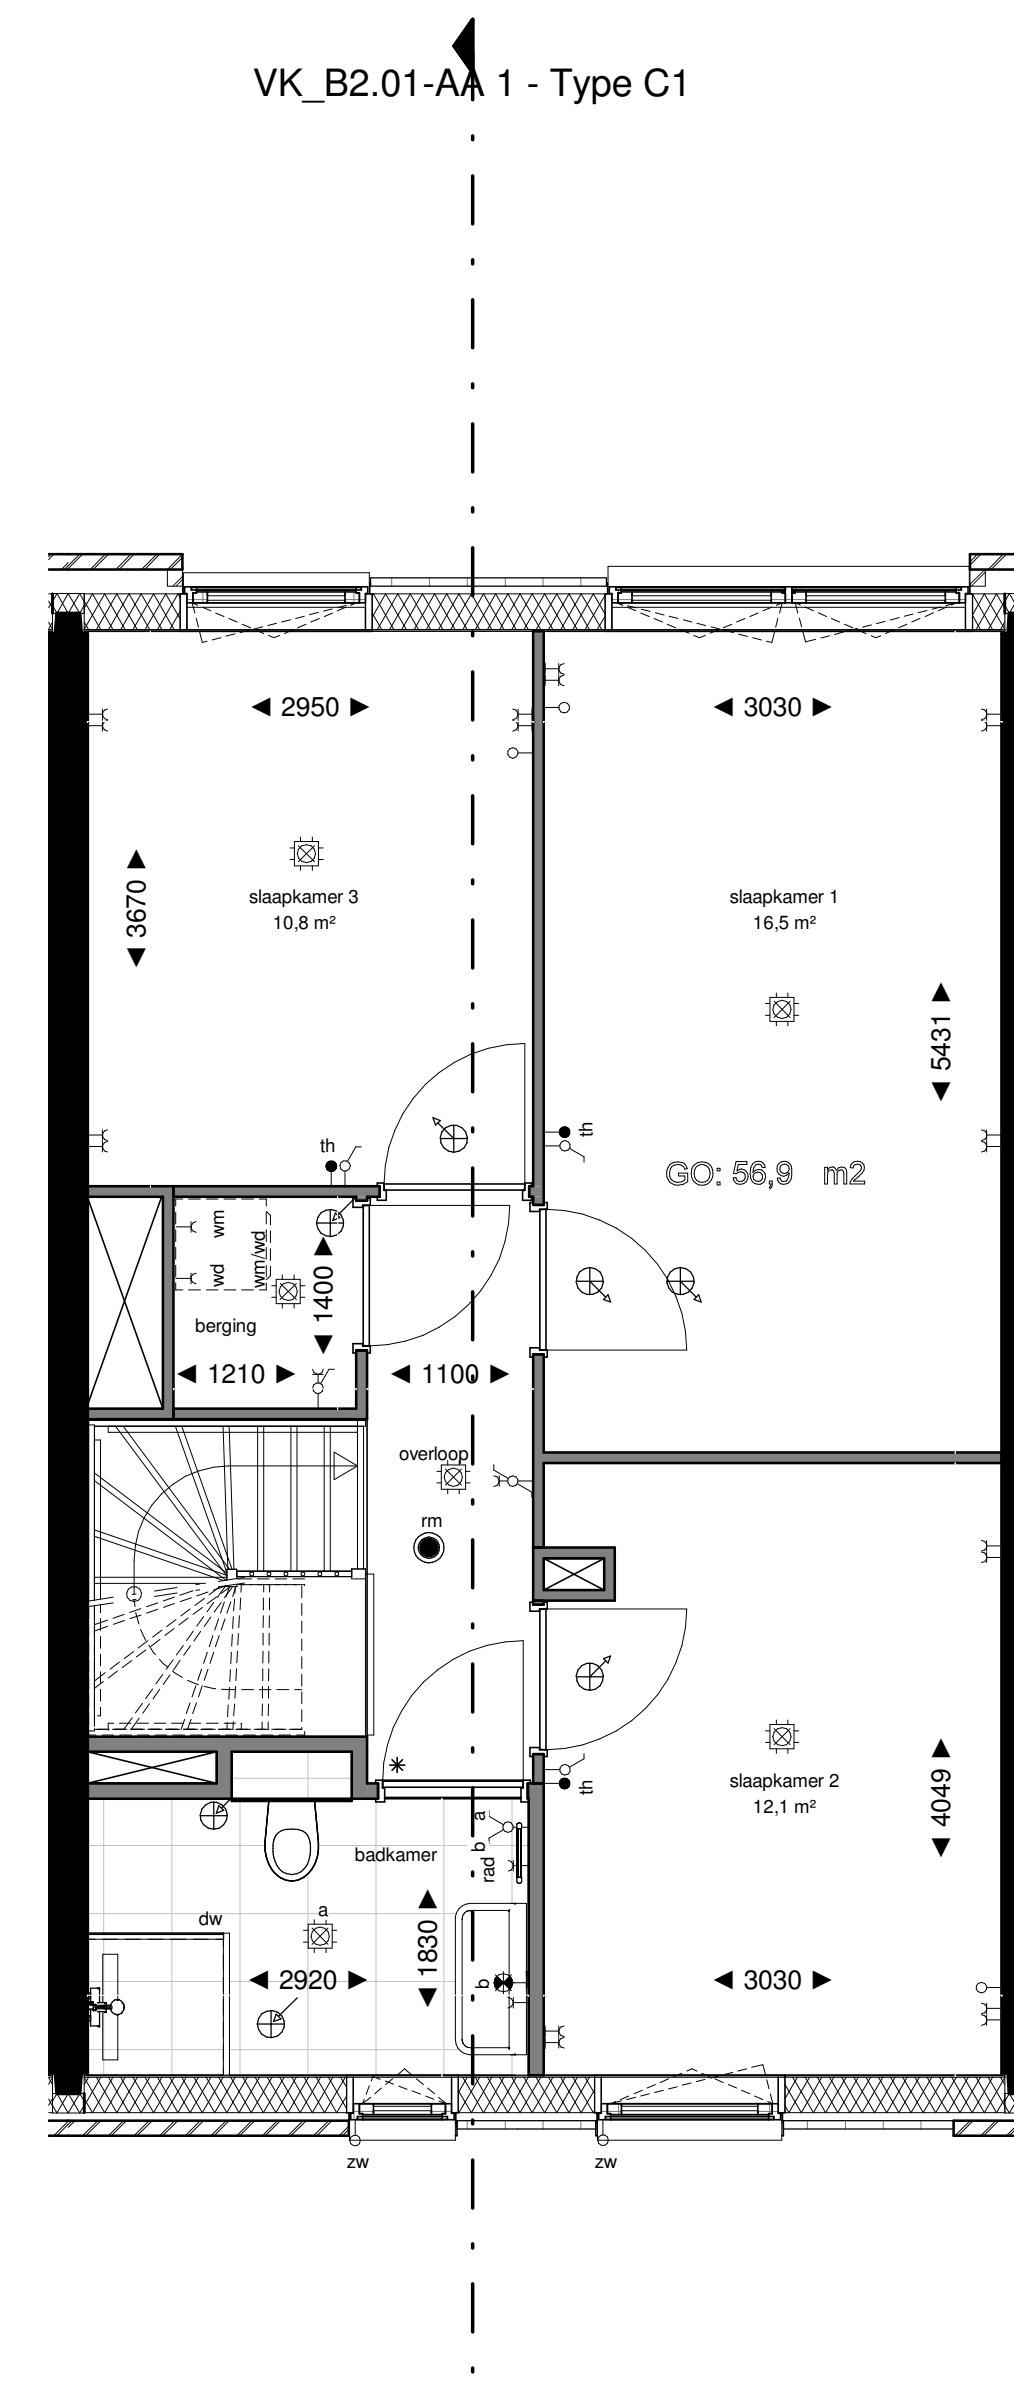 VK_B2.01-AA 1 - Type C1
2950
3030
3670
slaapkamer 3
10,8 m²
slaapkamer 1
16,5 m²
5431
th
th
GO: 56,9 m2
wm
wd
wm/wd
1400
berging
1210
1100
overloop
rm
th
slaapkamer 2
12,1 m²
4049
a
b
rad
badkamer
dw
a
1830
2920
b
3030
zw
zw